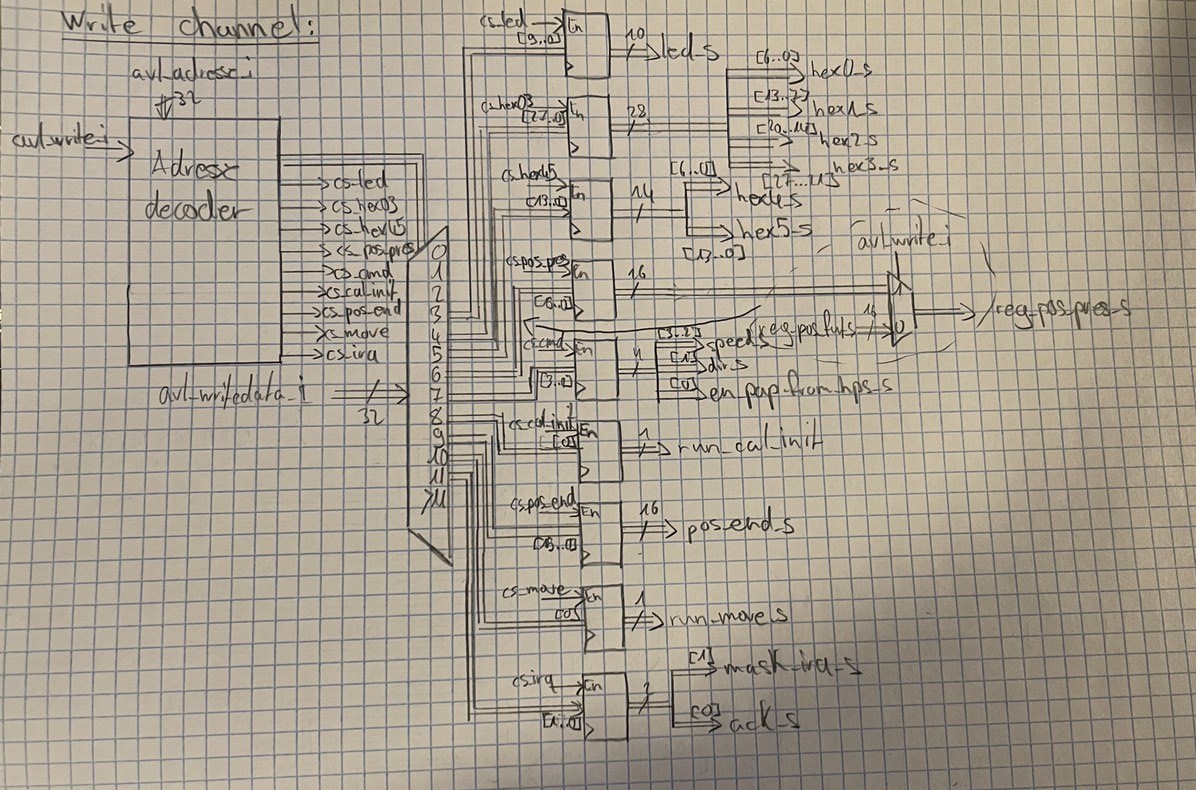 Write channel:
avl_adress_i
32
avl_write_i
Adress
decoder
cs_led
cs_hex03
cs_hex45
cs_pos_pres
cs_cmd
cs_cal_init
cs_pos_end
cs_move
cs_irq
avl_writedata_i
32
0
1
2
3
4
5
6
7
8
9
10
11
>11
cs_led
[9..0]
En
10
led_s
cs_hex03
[27..0]
En
28
[6..0]
hex0_s
[13..7]
hex1_s
[20..14]
hex2_s
[27..21]
hex3_s
cs_hex45
[13..0]
En
14
[6..0]
hex4_s
hex5_s
[13..0]
cs_pos_pres
En
16
avl_write_i
1
0
16
reg_pos_fut_s
reg_pos_pres_s
cs_cmd
[3..0]
En
4
[3..2]
speed_s
[1]
dir_s
[0]
en_pap_from_hps_s
cs_cal_init
[0]
En
1
run_cal_init
cs_pos_end
En
16
pos_end_s
cs_move
[0]
En
1
run_move_s
cs_irq
[1..0]
En
2
[1]
mask_irq_s
[0]
ack_s